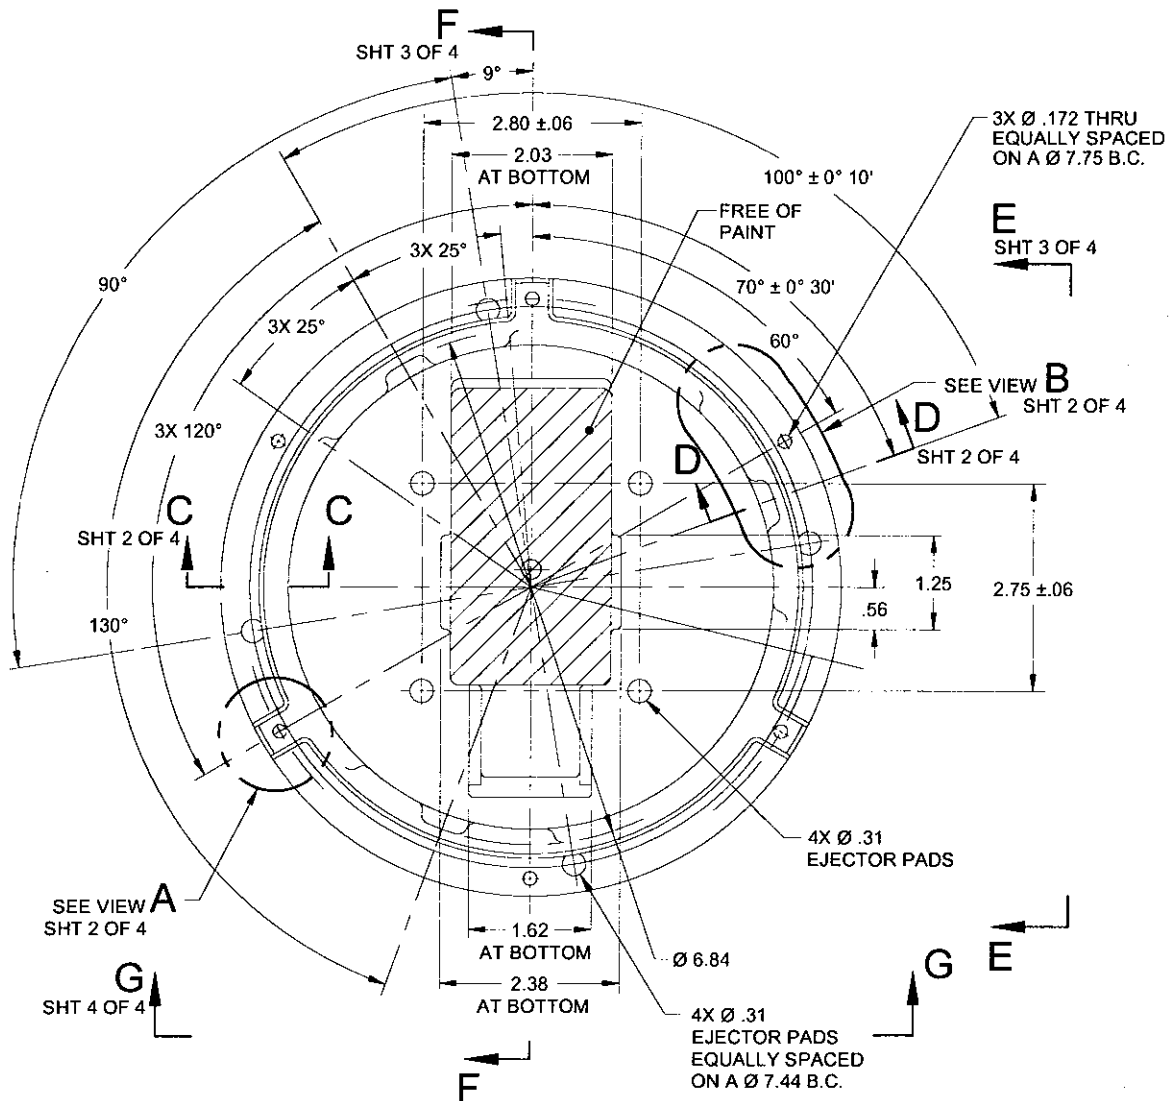 F
SHT 3 OF 4
9°
2.80 ±.06
2.03
AT BOTTOM
3X Ø .172 THRU
EQUALLY SPACED
ON A Ø 7.75 B.C.
100° ± 0° 10'
FREE OF
PAINT
E
SHT 3 OF 4
3X 25°
70° ± 0° 30'
90°
3X 25°
60°
SEE VIEW B
SHT 2 OF 4
3X 120°
D
SHT 2 OF 4
D
C
C
SHT 2 OF 4
1.25
2.75 ±.06
.56
130°
4X Ø .31
EJECTOR PADS
SEE VIEW A
SHT 2 OF 4
1.62
AT BOTTOM
Ø 6.84
E
G
SHT 4 OF 4
2.38
AT BOTTOM
G
4X Ø .31
EJECTOR PADS
EQUALLY SPACED
ON A Ø 7.44 B.C.
F